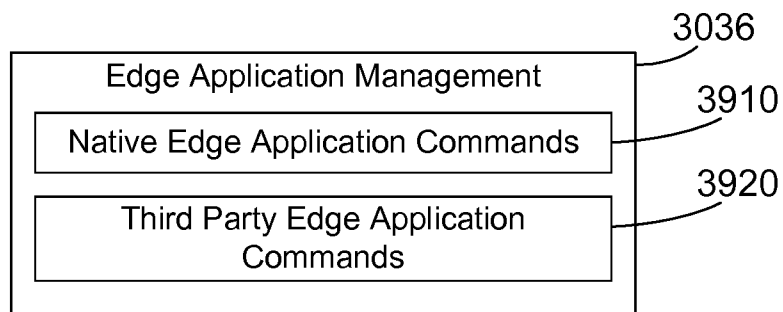 3036
Edge Application Management
3910
Native Edge Application Commands
3920
Third Party Edge Application
Commands